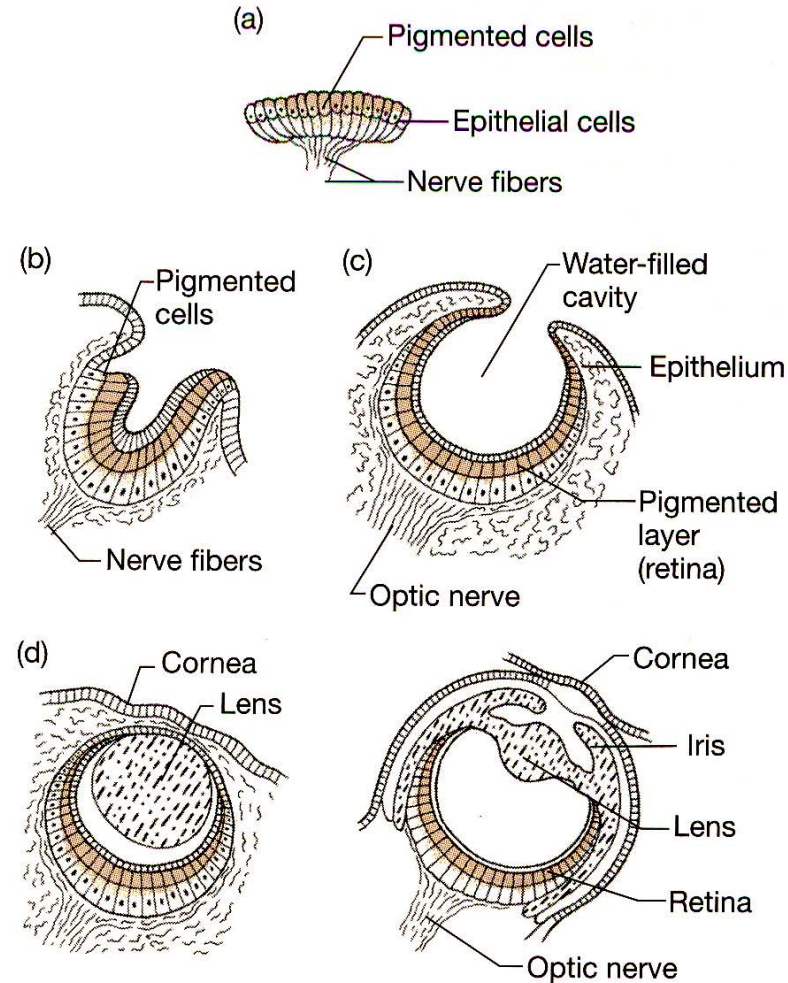 (a)
Pigmented cells
Epithelial cells
Nerve fibers
(b)
Pigmented
cells
Nerve fibers
(c)
Water-filled
cavity
Epithelium
Pigmented
layer
(retina)
Optic nerve
(d)
Cornea
Lens
Cornea
Iris
Lens
Retina
Optic nerve